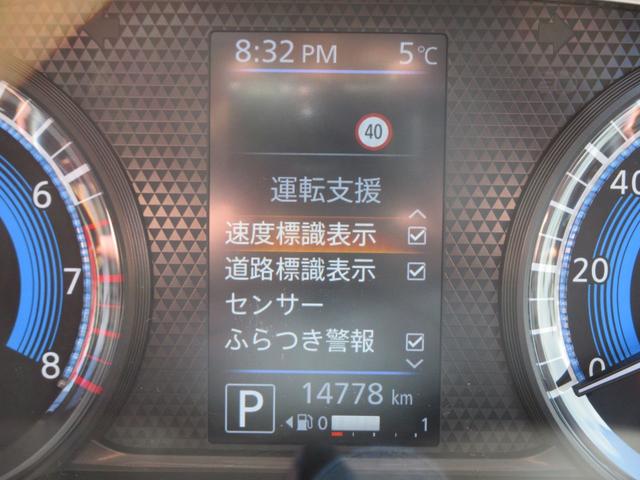 8:32 PM 5℃
40
運転支援
速度標識表示
道路標識表示
センサー
ふらつき警報
P 14778 km
0 1
6
7
8
40
20
0